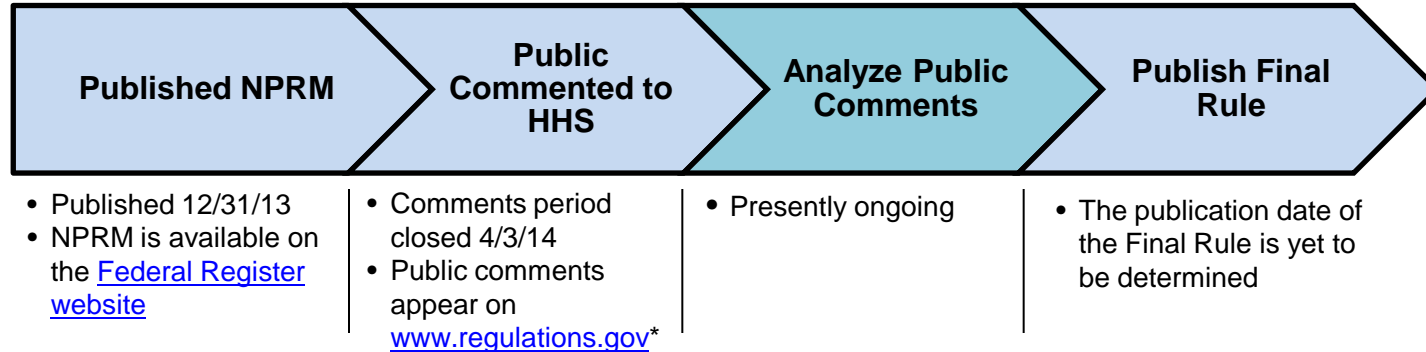 Published NPRM
Public
Commented to
HHS
Analyze Public
Comments
Publish Final
Rule
• Published 12/31/13
• NPRM is available on
the Federal Register
website
• Comments period
closed 4/3/14
• Public comments
appear on
www.regulations.gov*
• Presently ongoing
• The publication date of
the Final Rule is yet to
be determined